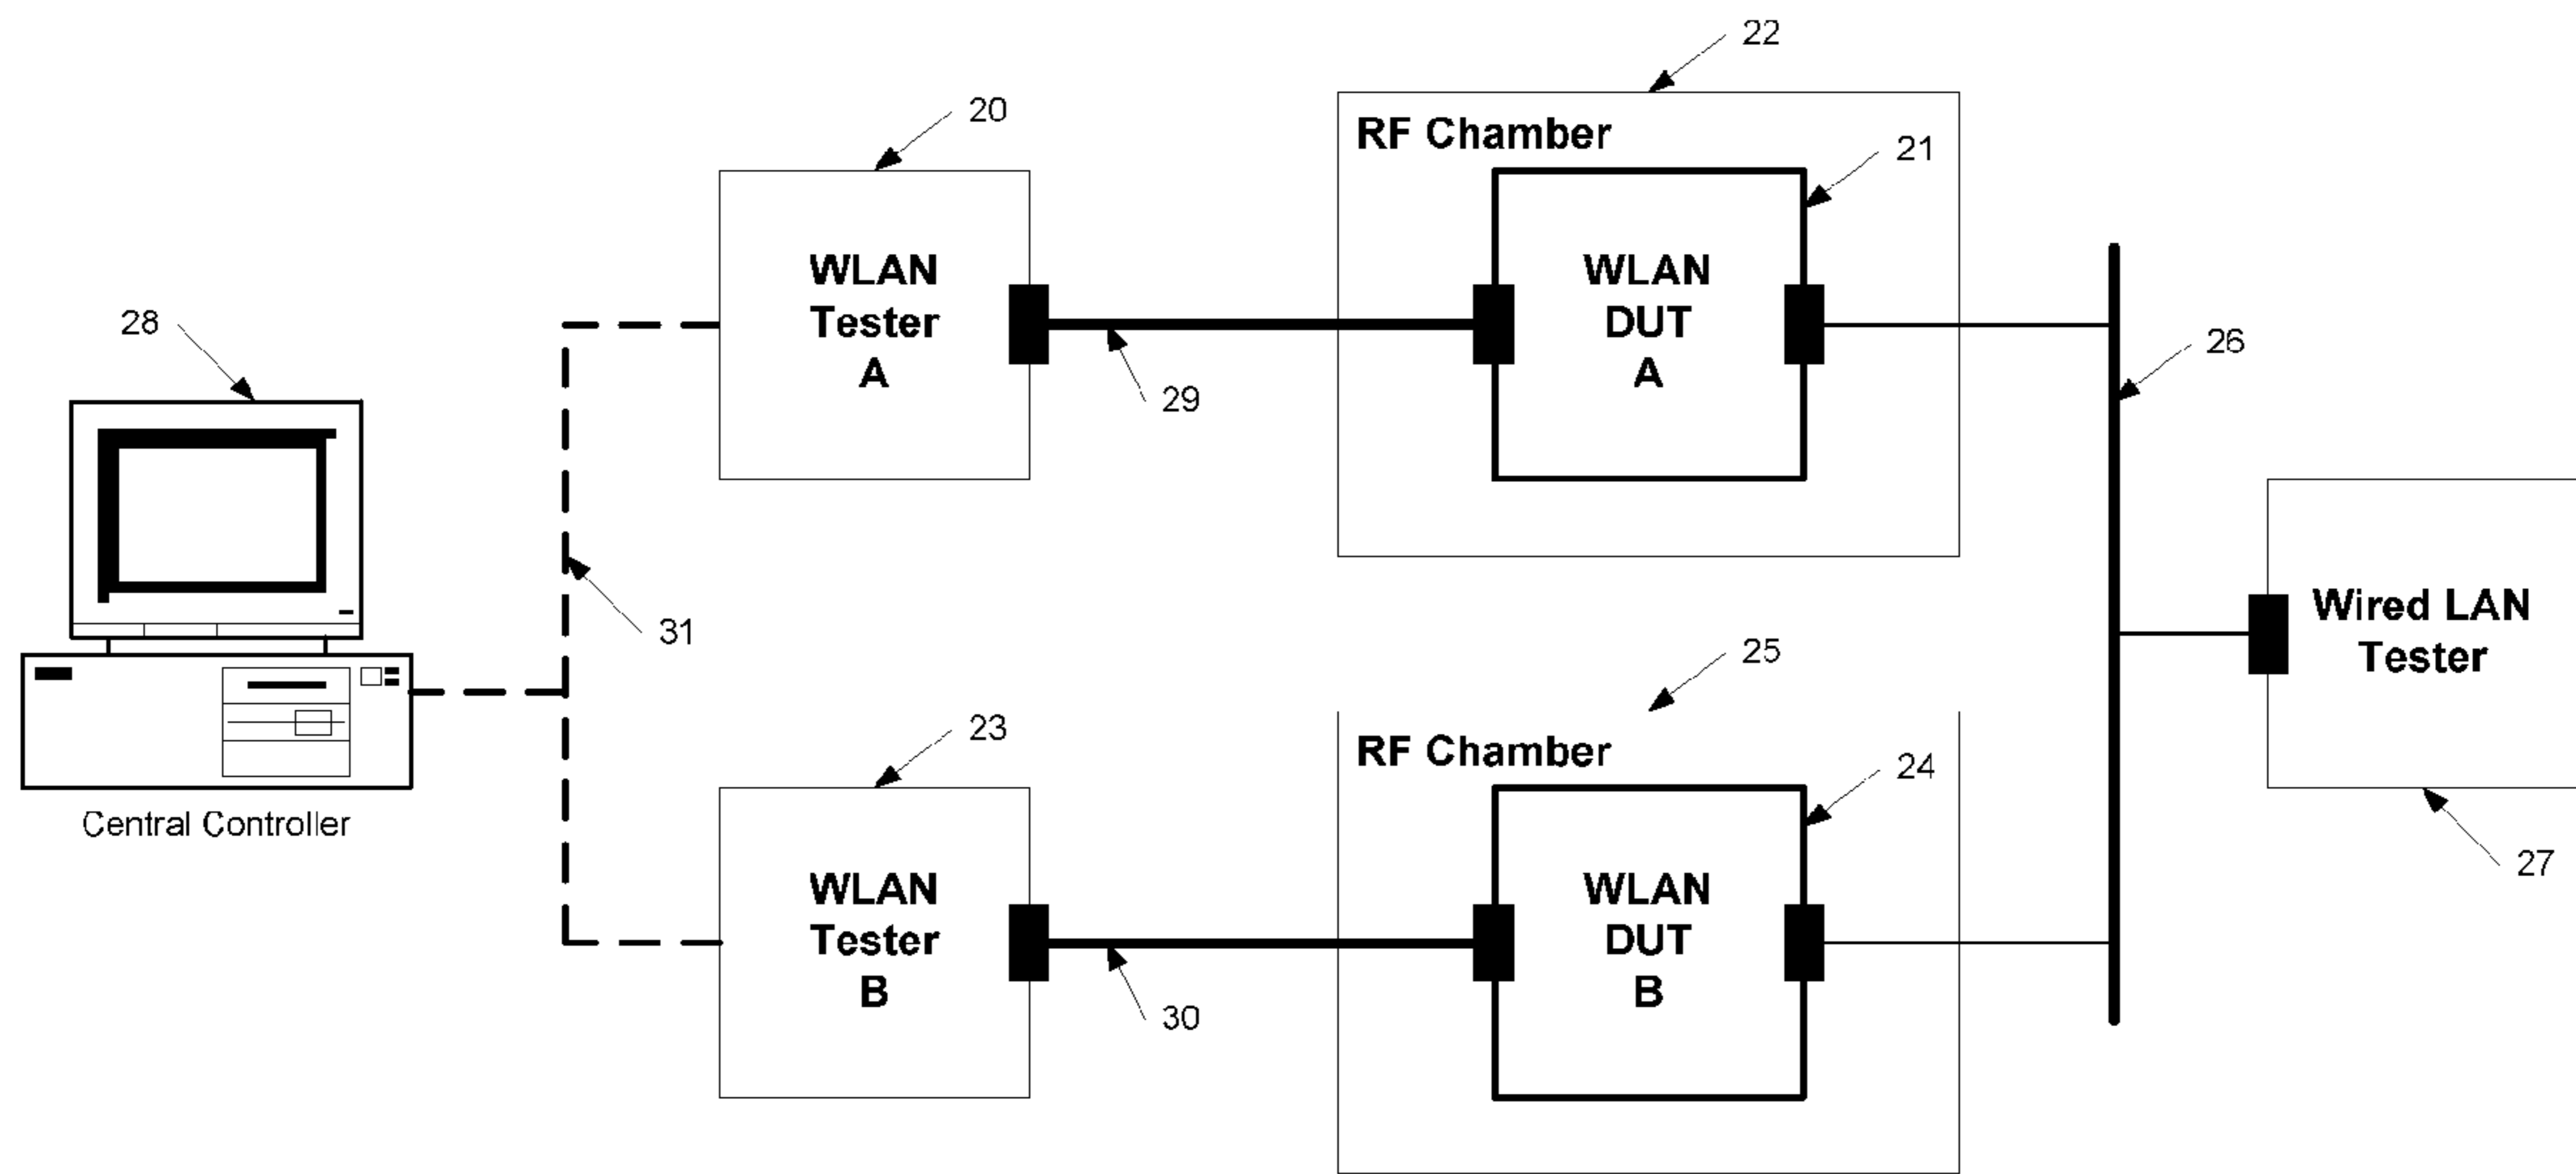 22
20
RF Chamber
21
WLAN
Tester
A
WLAN
DUT
A
28
26
29
31
Wired LAN
Tester
25
23
RF Chamber
24
Central Controller
27
WLAN
Tester
B
WLAN
DUT
B
30